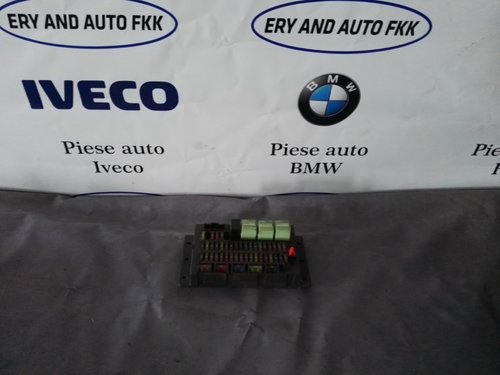 ERY AND AUTO FKK
ERY AND AUTO FKK
IVECO
BMW
Piese auto
Iveco
Piese auto
BMW
P